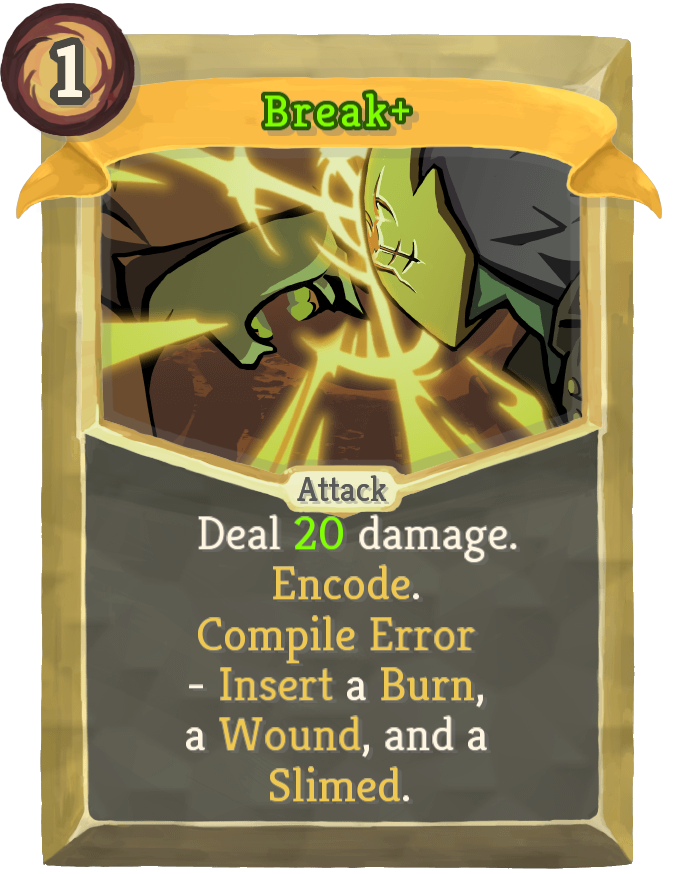 1
Break+
Attack
Deal 20 damage.
Encode.
Compile Error
- Insert a Burn,
a Wound, and a
Slimed.